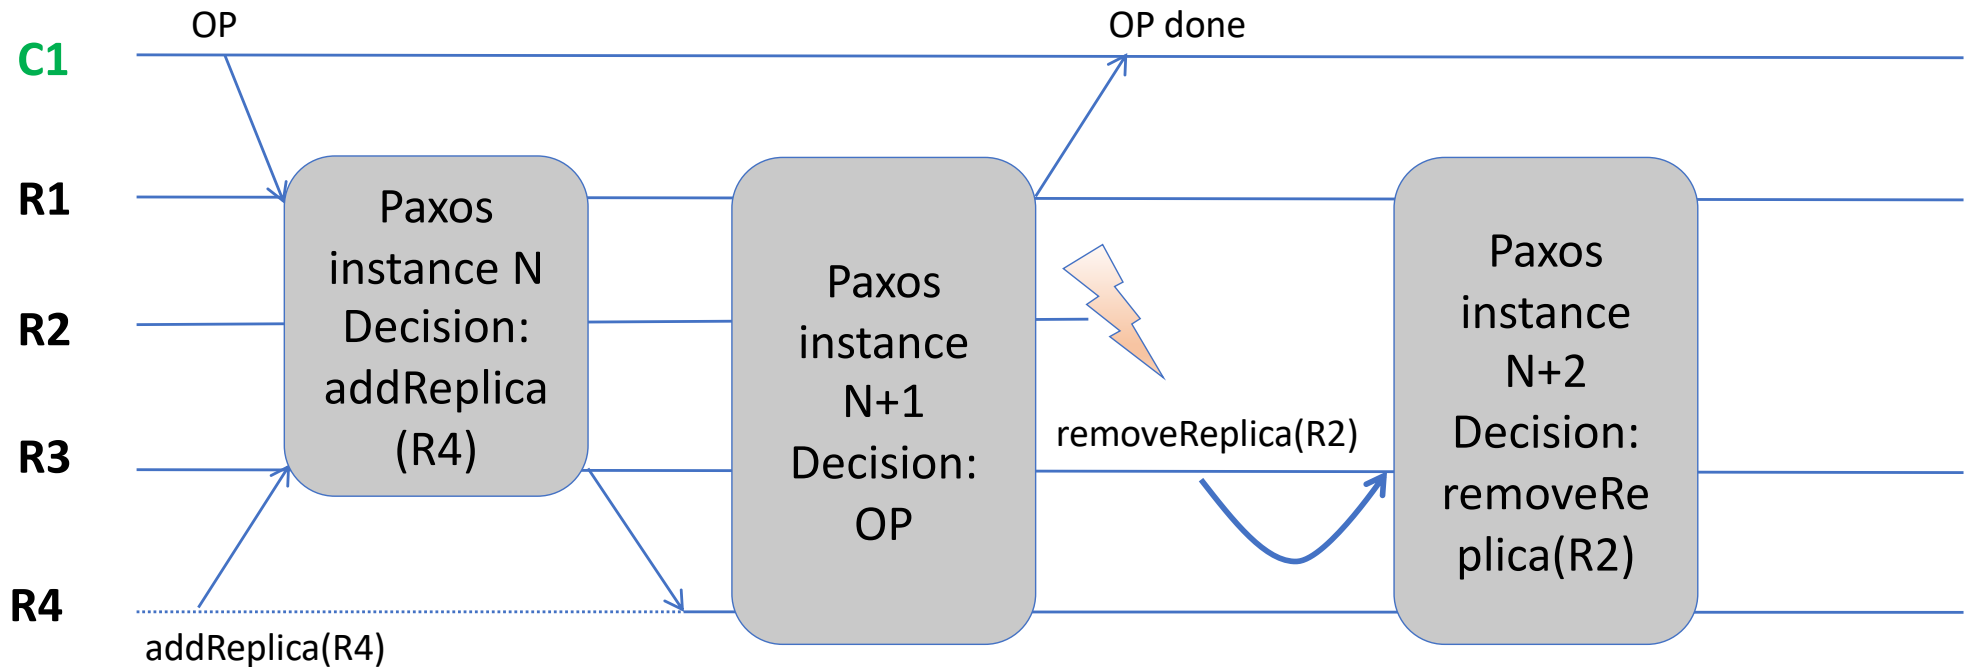 OP
OP done
C1
R1
Paxos
instance N
Decision:
addReplica
(R4)
Paxos
instance
N+1
Decision:
OP
Paxos
instance
N+2
Decision:
removeRe
plica(R2)
R2
removeReplica(R2)
R3
R4
addReplica(R4)